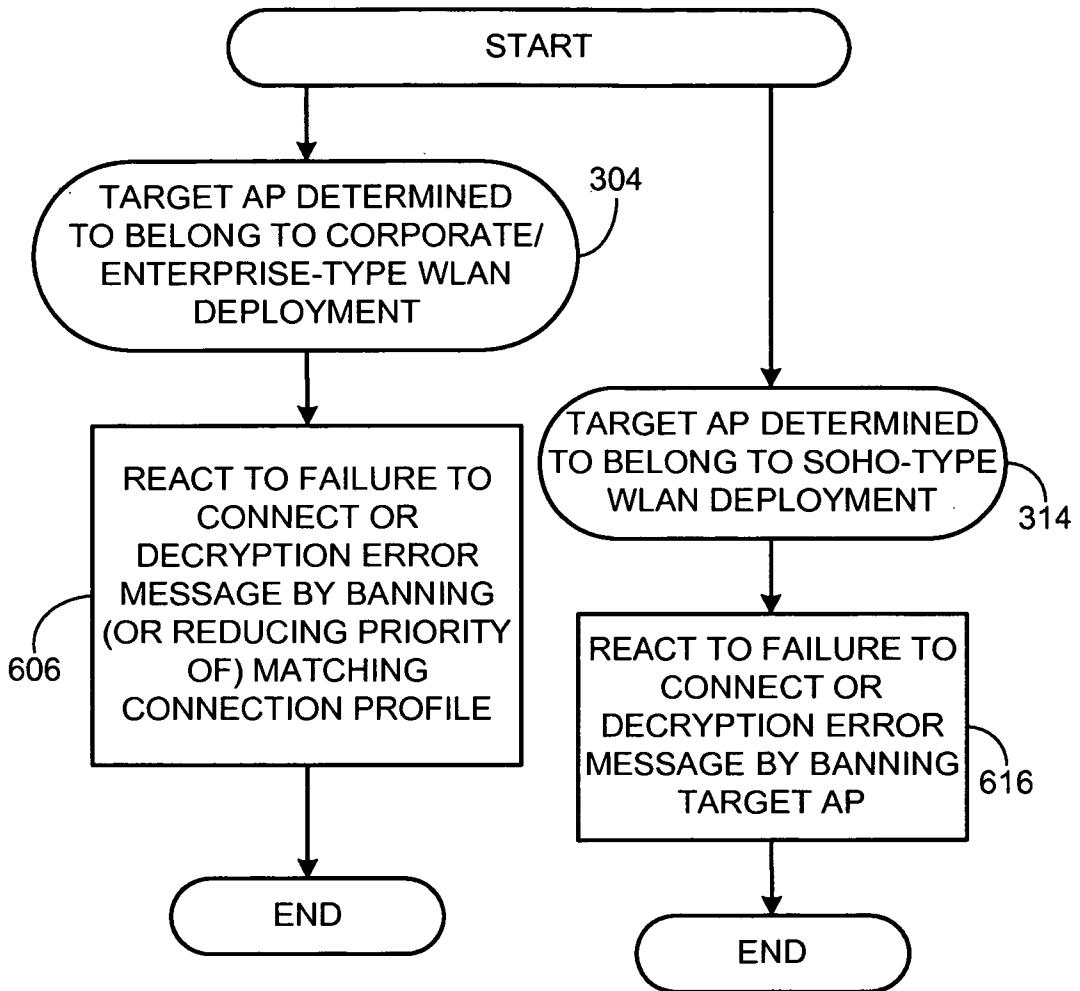 START
TARGET AP DETERMINED
TO BELONG TO CORPORATE/
ENTERPRISE-TYPE WLAN
DEPLOYMENT
304
REACT TO FAILURE TO
CONNECT OR
DECRYPTION ERROR
MESSAGE BY BANNING
(OR REDUCING PRIORITY
OF) MATCHING
CONNECTION PROFILE
606
END
TARGET AP DETERMINED
TO BELONG TO SOHO-TYPE
WLAN DEPLOYMENT
314
REACT TO FAILURE TO
CONNECT OR
DECRYPTION ERROR
MESSAGE BY BANNING
TARGET AP
616
END